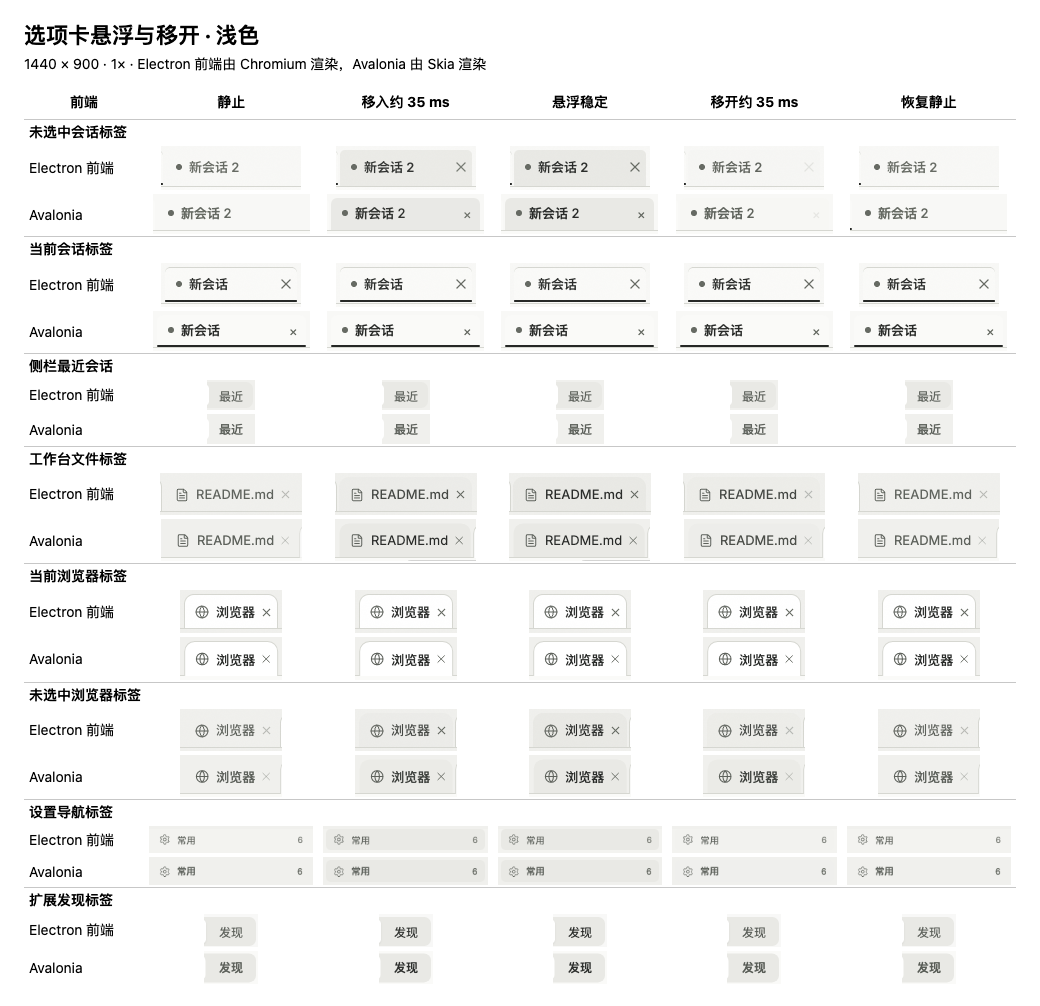 选项卡悬浮与移开 · 浅色
1440 × 900 · 1× · Electron 前端由 Chromium 渲染，Avalonia 由 Skia 渲染
前端 静止 移入约 35 ms 悬浮稳定 移开约 35 ms 恢复静止
未选中会话标签
Electron 前端 新会话 2 新会话 2 新会话 2 新会话 2 新会话 2
Avalonia 新会话 2 新会话 2 新会话 2 新会话 2 新会话 2
当前会话标签
Electron 前端 新会话 新会话 新会话 新会话 新会话
Avalonia 新会话 新会话 新会话 新会话 新会话
侧栏最近会话
Electron 前端 最近 最近 最近 最近 最近
Avalonia 最近 最近 最近 最近 最近
工作台文件标签
Electron 前端 README.md README.md README.md README.md README.md
Avalonia README.md README.md README.md README.md README.md
当前浏览器标签
Electron 前端 浏览器 浏览器 浏览器 浏览器 浏览器
Avalonia 浏览器 浏览器 浏览器 浏览器 浏览器
未选中浏览器标签
Electron 前端 浏览器 浏览器 浏览器 浏览器 浏览器
Avalonia 浏览器 浏览器 浏览器 浏览器 浏览器
设置导航标签
Electron 前端 常用 6 常用 6 常用 6 常用 6 常用 6
Avalonia 常用 6 常用 6 常用 6 常用 6 常用 6
扩展发现标签
Electron 前端 发现 发现 发现 发现 发现
Avalonia 发现 发现 发现 发现 发现